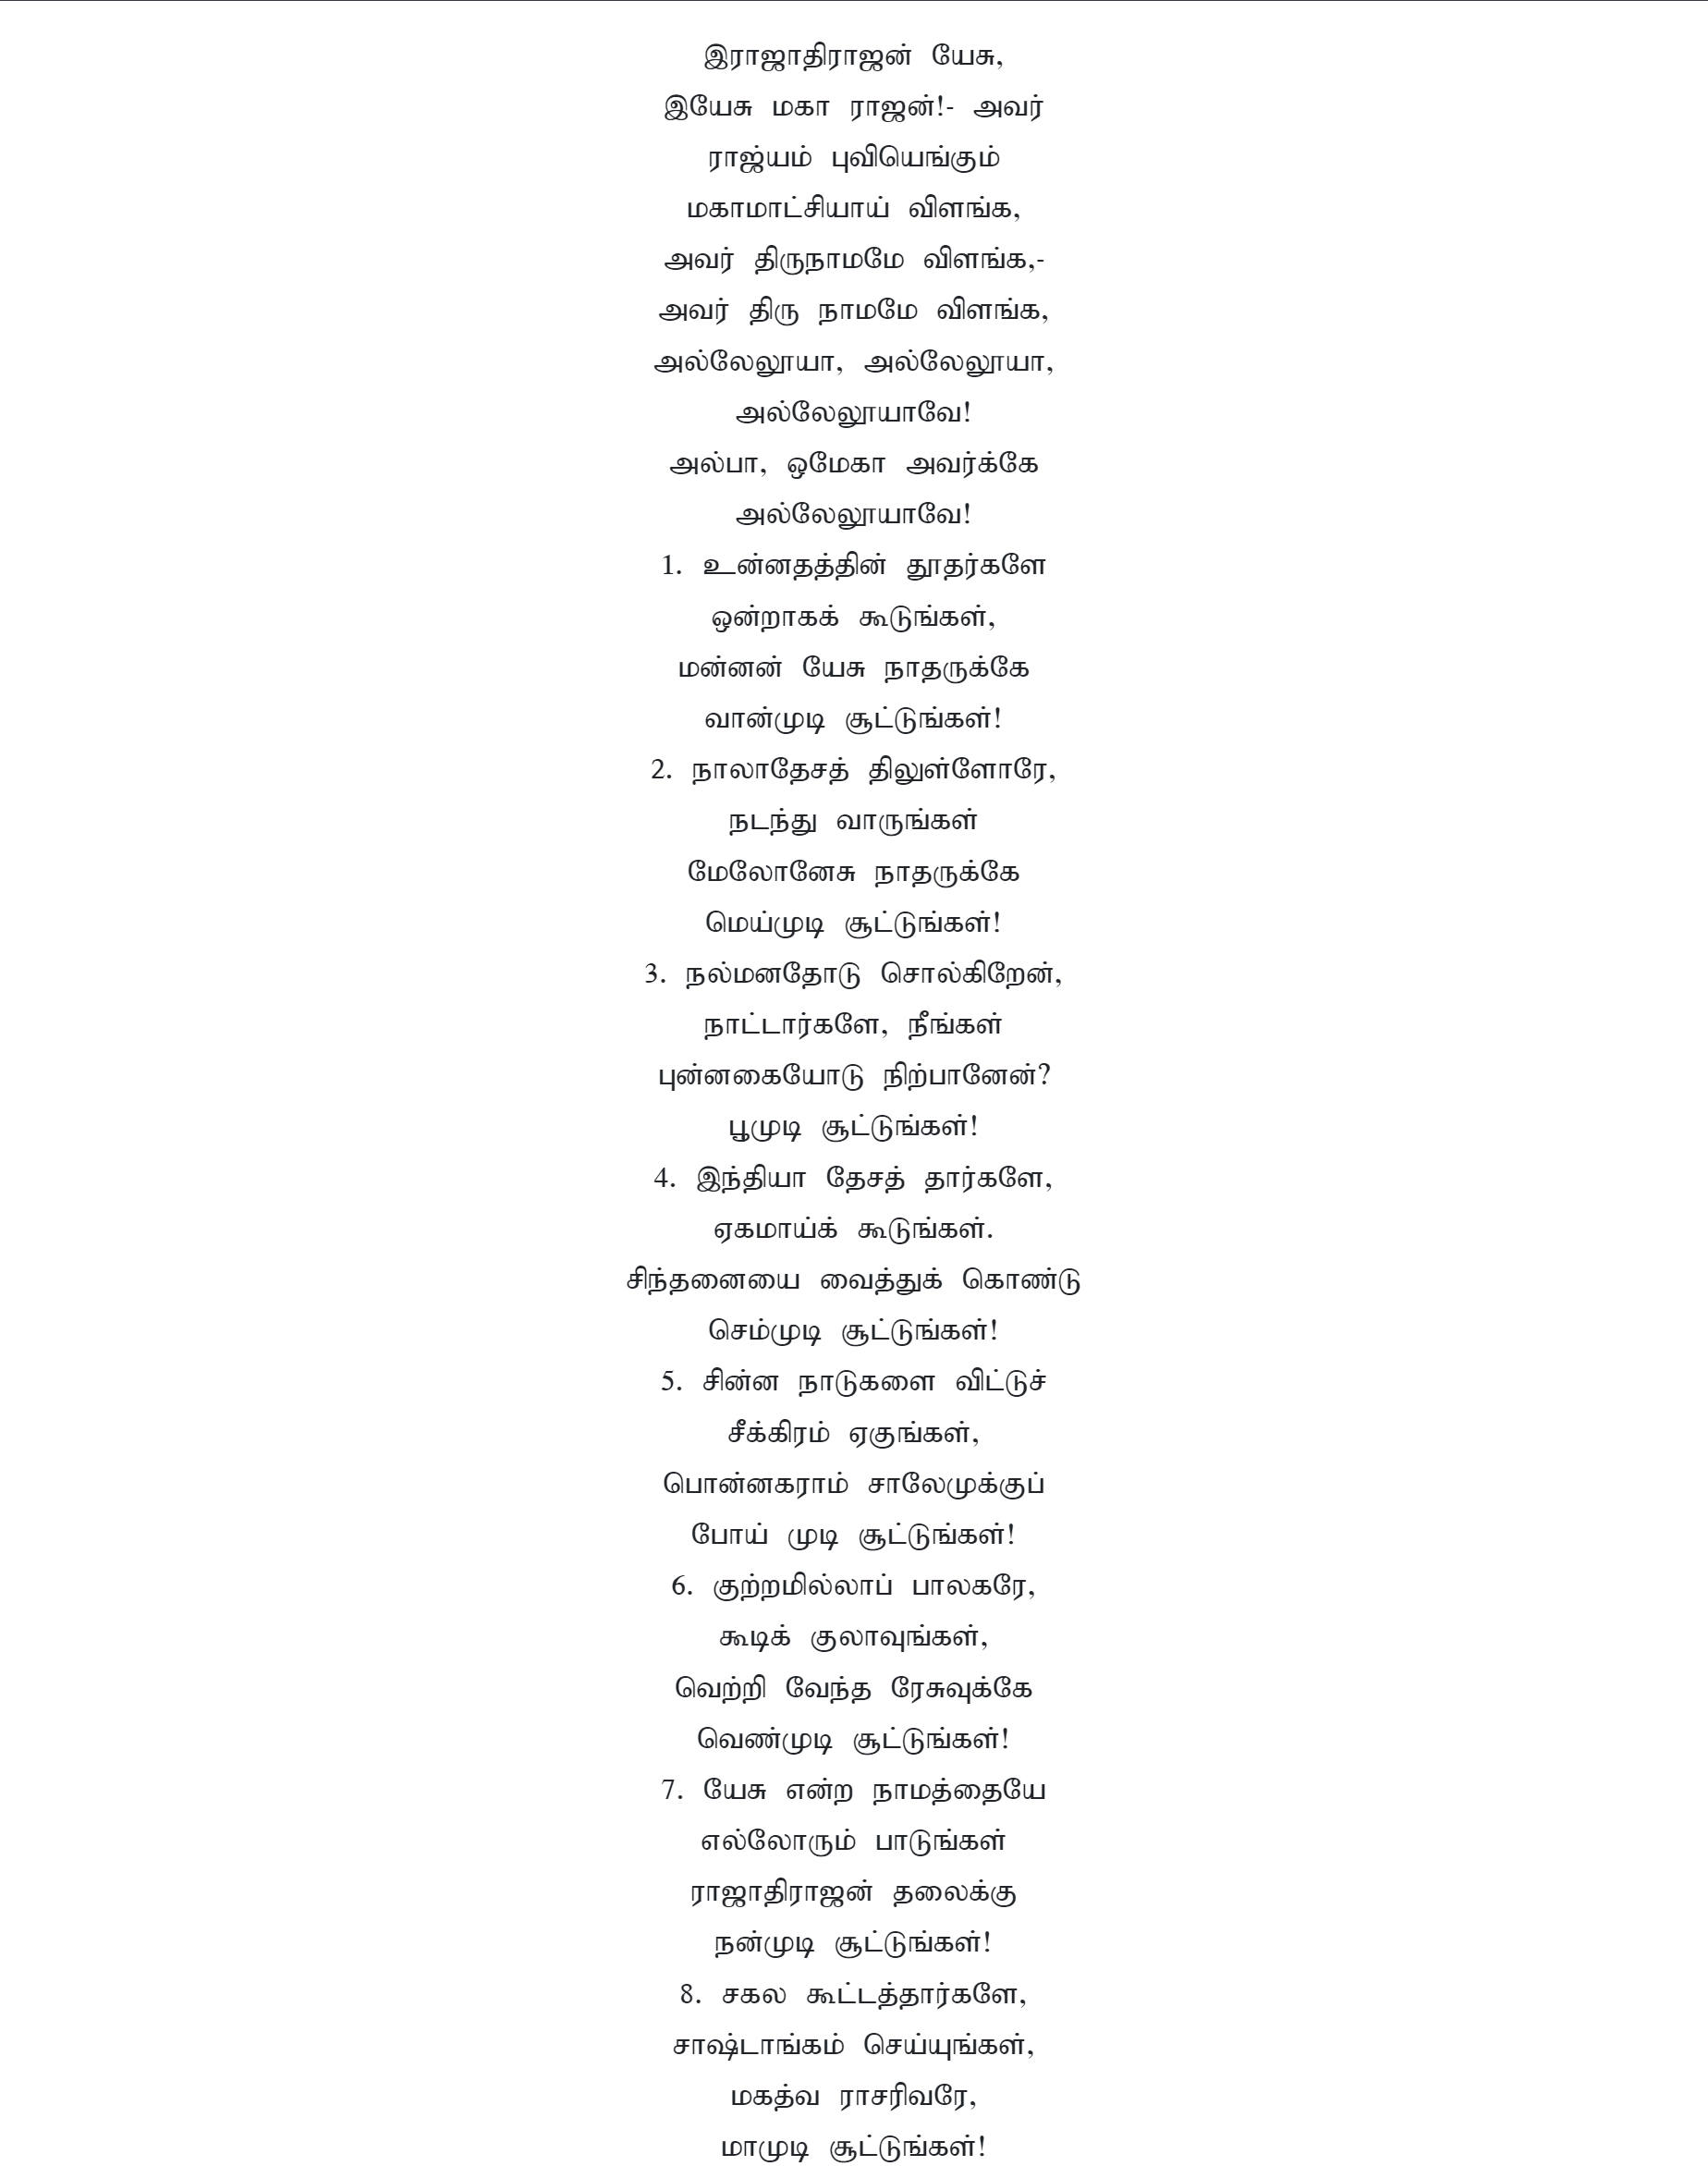 இராஜாதிராஜன் யேசு,
இயேசு மகா ராஜன்!- அவர்
ராஜ்யம் புவியெங்கும்
மகாமாட்சியாய் விளங்க,
அவர் திருநாமமே விளங்க,-
அவர் திரு நாமமே விளங்க,
அல்லேலூயா, அல்லேலூயா,
அல்லேலூயாவே!
அல்பா, ஒமேகா அவர்க்கே
அல்லேலூயாவே!
1. உன்னதத்தின் தூதர்களே
ஒன்றாகக் கூடுங்கள்,
மன்னன் யேசு நாதருக்கே
வான்முடி சூட்டுங்கள்!
2. நாலாதேசத் திலுள்ளோரே,
நடந்து வாருங்கள்
மேலோனேசு நாதருக்கே
மெய்முடி சூட்டுங்கள்!
3. நல்மனதோடு சொல்கிறேன்,
நாட்டார்களே, நீங்கள்
புன்னகையோடு நிற்பானேன்?
பூமுடி சூட்டுங்கள்!
4. இந்தியா தேசத் தார்களே,
ஏகமாய்க் கூடுங்கள்.
சிந்தனையை வைத்துக் கொண்டு
செம்முடி சூட்டுங்கள்!
5. சின்ன நாடுகளை விட்டுச்
சீக்கிரம் ஏகுங்கள்,
பொன்னகராம் சாலேமுக்குப்
போய் முடி சூட்டுங்கள்!
6. குற்றமில்லாப் பாலகரே,
கூடிக் குலாவுங்கள்,
வெற்றி வேந்த ரேசுவுக்கே
வெண்முடி சூட்டுங்கள்!
7. யேசு என்ற நாமத்தையே
எல்லோரும் பாடுங்கள்
ராஜாதிராஜன் தலைக்கு
நன்முடி சூட்டுங்கள்!
8. சகல கூட்டத்தார்களே,
சாஷ்டாங்கம் செய்யுங்கள்,
மகத்வ ராசரிவரே,
மாமுடி சூட்டுங்கள்!